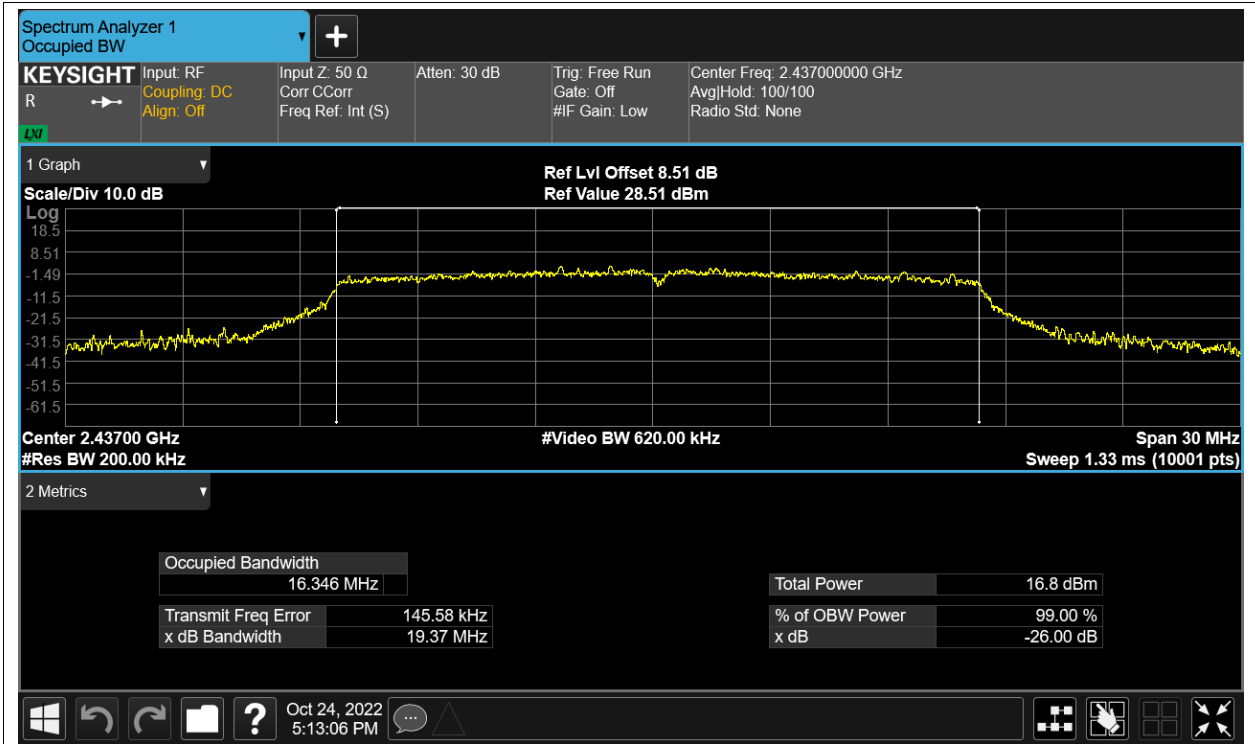 Spectrum Analyzer 1
Occupied BW
KEYSIGHT
R
LXI
Input: RF
Coupling: DC
Align: Off
Input Z: 50 Ω
Corr CCorr
Freq Ref: Int (S)
Atten: 30 dB
Trig: Free Run
Gate: Off
#IF Gain: Low
Center Freq: 2.437000000 GHz
Avg|Hold: 100/100
Radio Std: None
1 Graph
Scale/Div 10.0 dB
Ref Lvl Offset 8.51 dB
Ref Value 28.51 dBm
Log
18.5
8.51
-1.49
-11.5
-21.5
-31.5
-41.5
-51.5
-61.5
Center 2.43700 GHz
#Res BW 200.00 kHz
#Video BW 620.00 kHz
Span 30 MHz
Sweep 1.33 ms (10001 pts)
2 Metrics
Occupied Bandwidth
16.346 MHz
Transmit Freq Error 145.58 kHz
x dB Bandwidth 19.37 MHz
Total Power 16.8 dBm
% of OBW Power 99.00 %
x dB -26.00 dB
?
Oct 24, 2022
5:13:06 PM